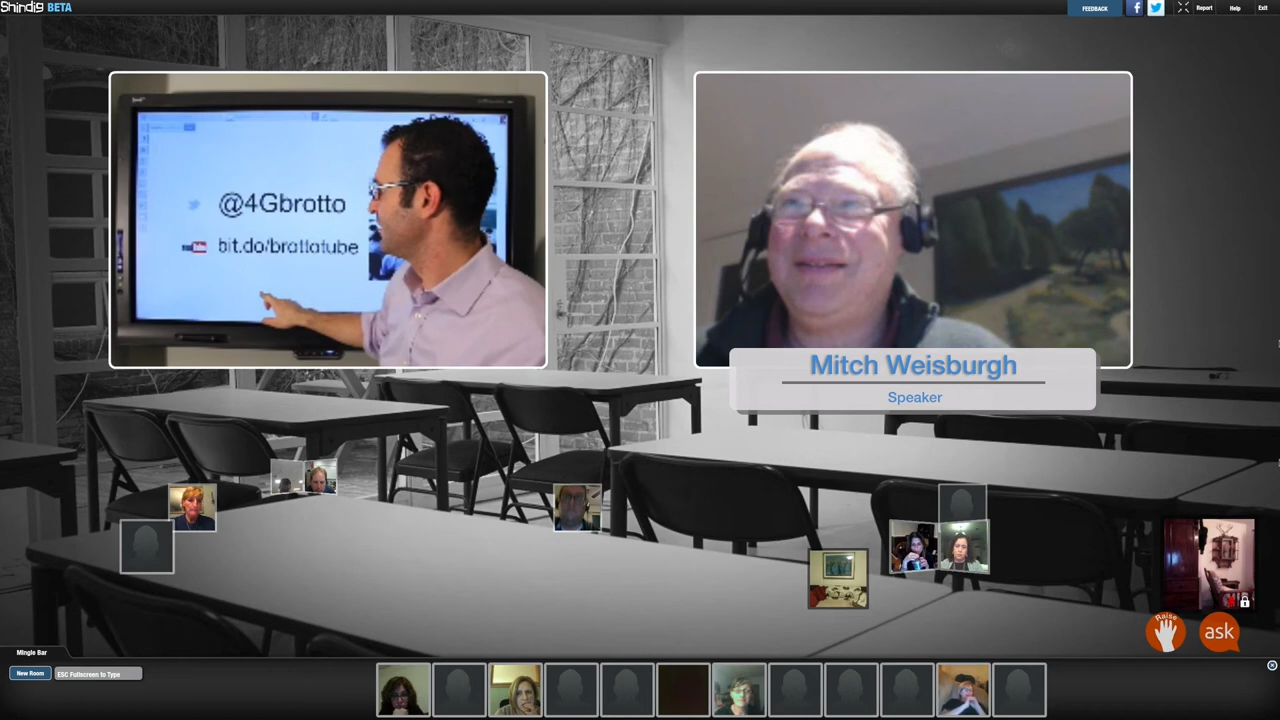 Shindig BETA
FEEDBACK
Report
Help
Exit
@4Gbrotto
bit.do/brottotube
Mitch Weisburgh
Speaker
Raise
ask
Mingle Bar
New Room
ESC Fullscreen to Type